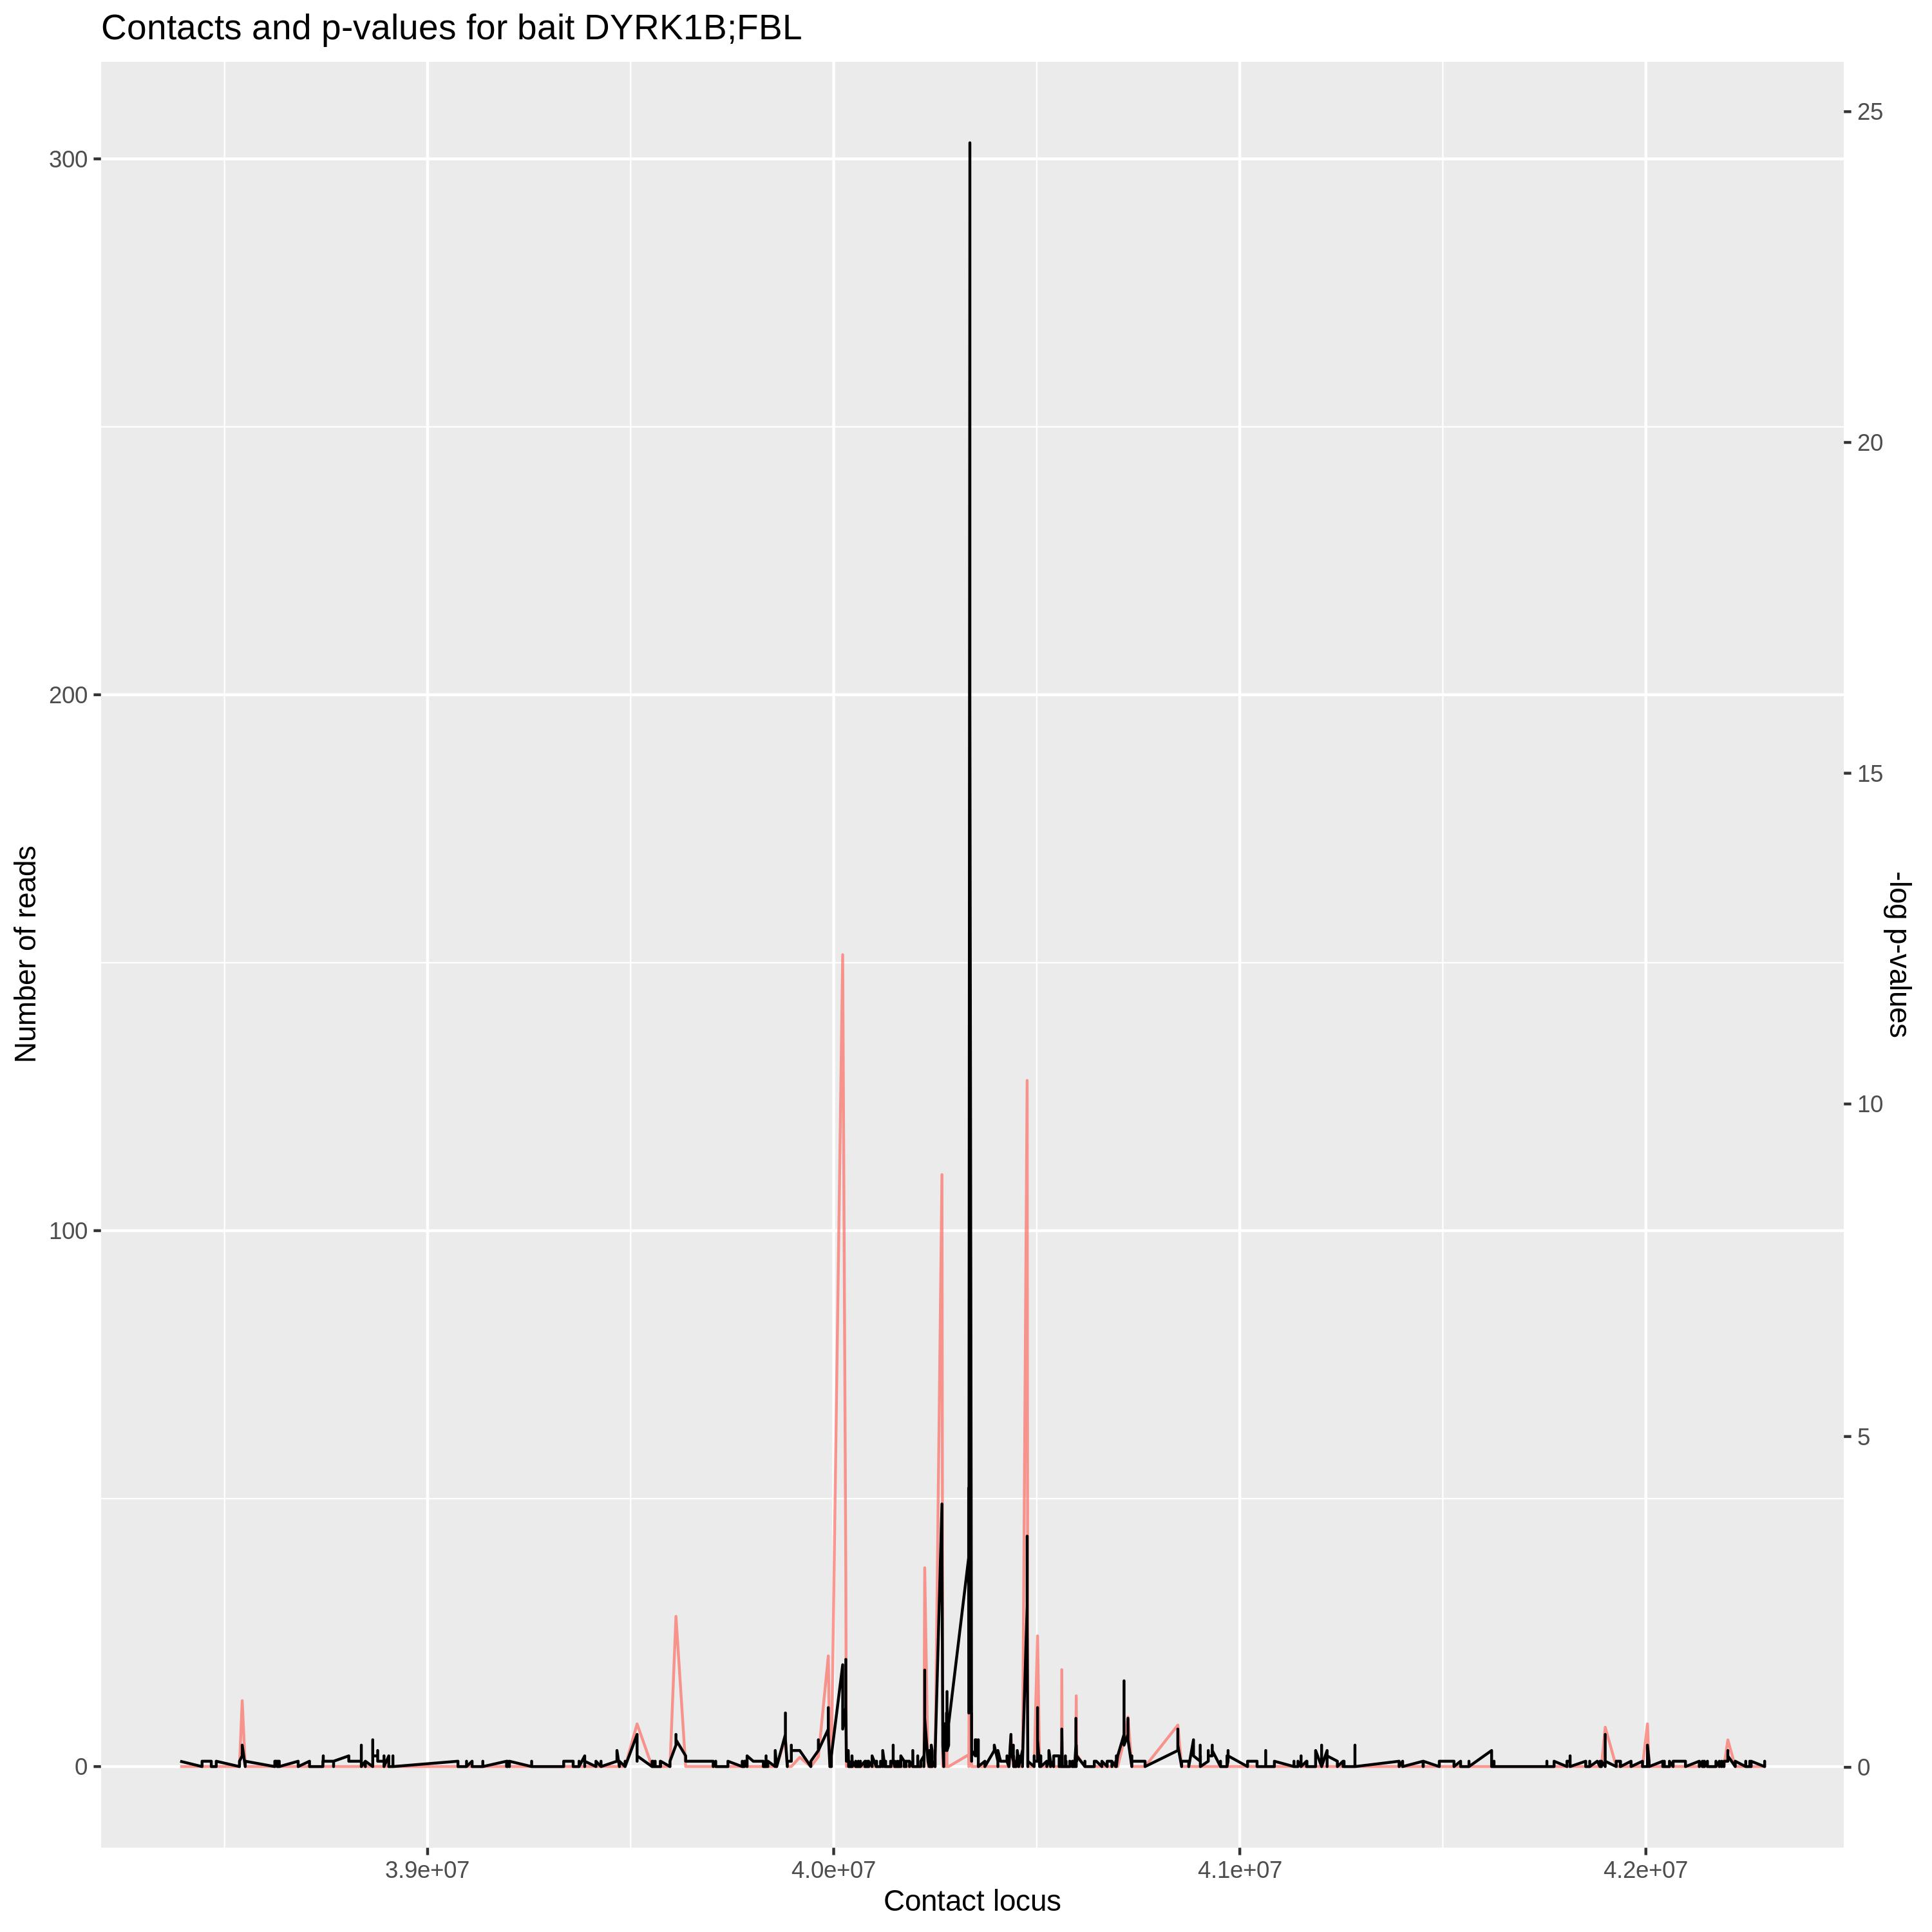 Contacts and p-values for bait DYRK1B;FBL
300
200
100
0
Number of reads
25
20
15
10
5
0
-log p-values
3.9e+07
4.0e+07
4.1e+07
4.2e+07
Contact locus